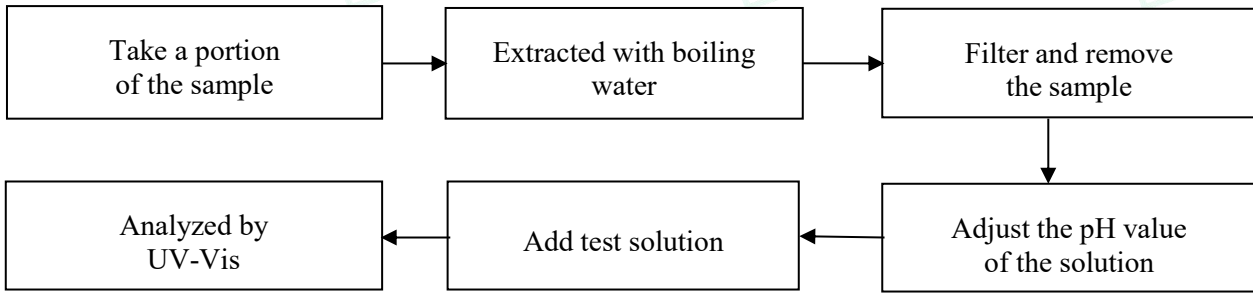 Take a portion
of the sample
Extracted with boiling
water
Filter and remove
the sample
Adjust the pH value
of the solution
Add test solution
Analyzed by
UV-Vis